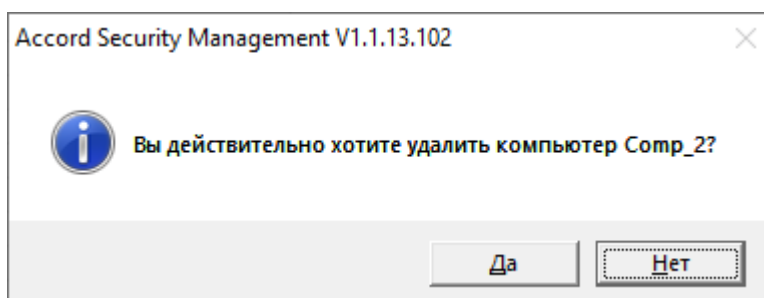 Accord Security Management V1.1.13.102
Вы действительно хотите удалить компьютер Comp_2?
Да
Нет